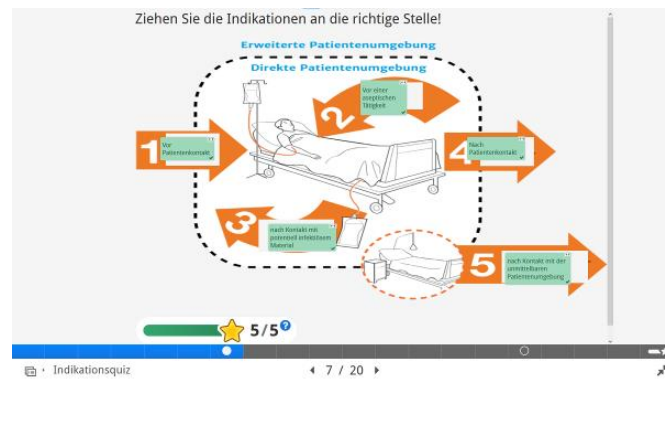 Ziehen Sie die Indikationen an die richtige Stelle!
Erweiterte Patientenumgebung
Direkte Patientenumgebung
Vor einer
aseptischen
Tätigkeit
2
1
Vor
Patientenkontakt
4
Nach
Patientenkontakt
3
nach Kontakt mit
potentiell infektiösem
Material
5
nach Kontakt mit der
unmittelbaren
Patientenumgebung
5/5
?
Indikationsquiz
7 / 20